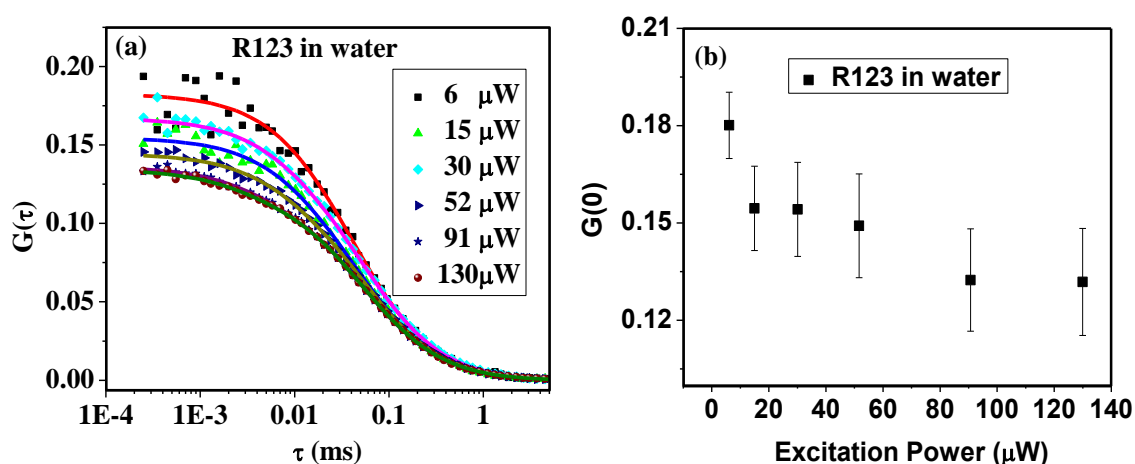 (a)
R123 in water
6 μW
15 μW
30 μW
52 μW
91 μW
130μW
0.20
0.15
0.10
0.05
0.00
G(τ)
1E-4 1E-3 0.01 0.1 1
τ (ms)
(b)
R123 in water
0.21
0.18
0.15
0.12
G(0)
0 20 40 60 80 100 120 140
Excitation Power (μW)